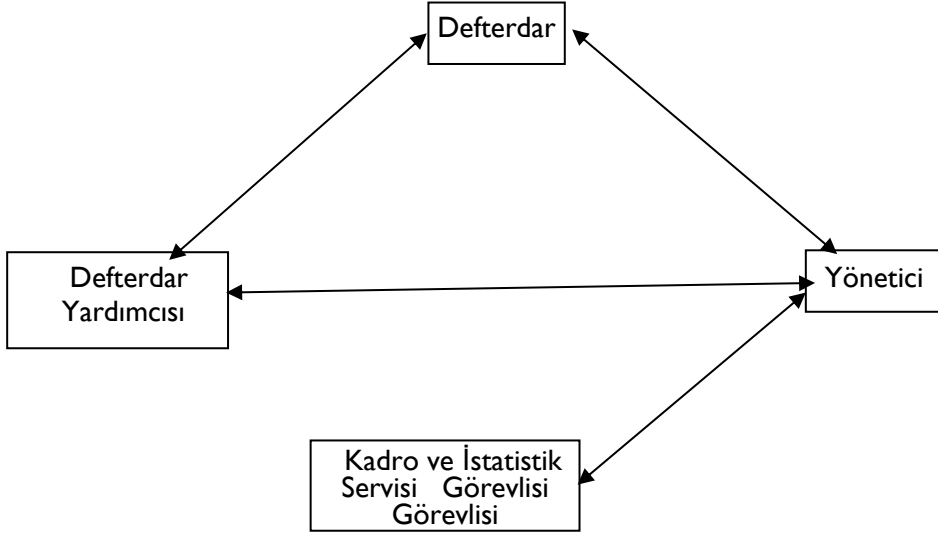 Defterdar
Defterdar
Yardımcısı
Yönetici
Kadro ve İstatistik
Servisi Görevlisi
Görevlisi